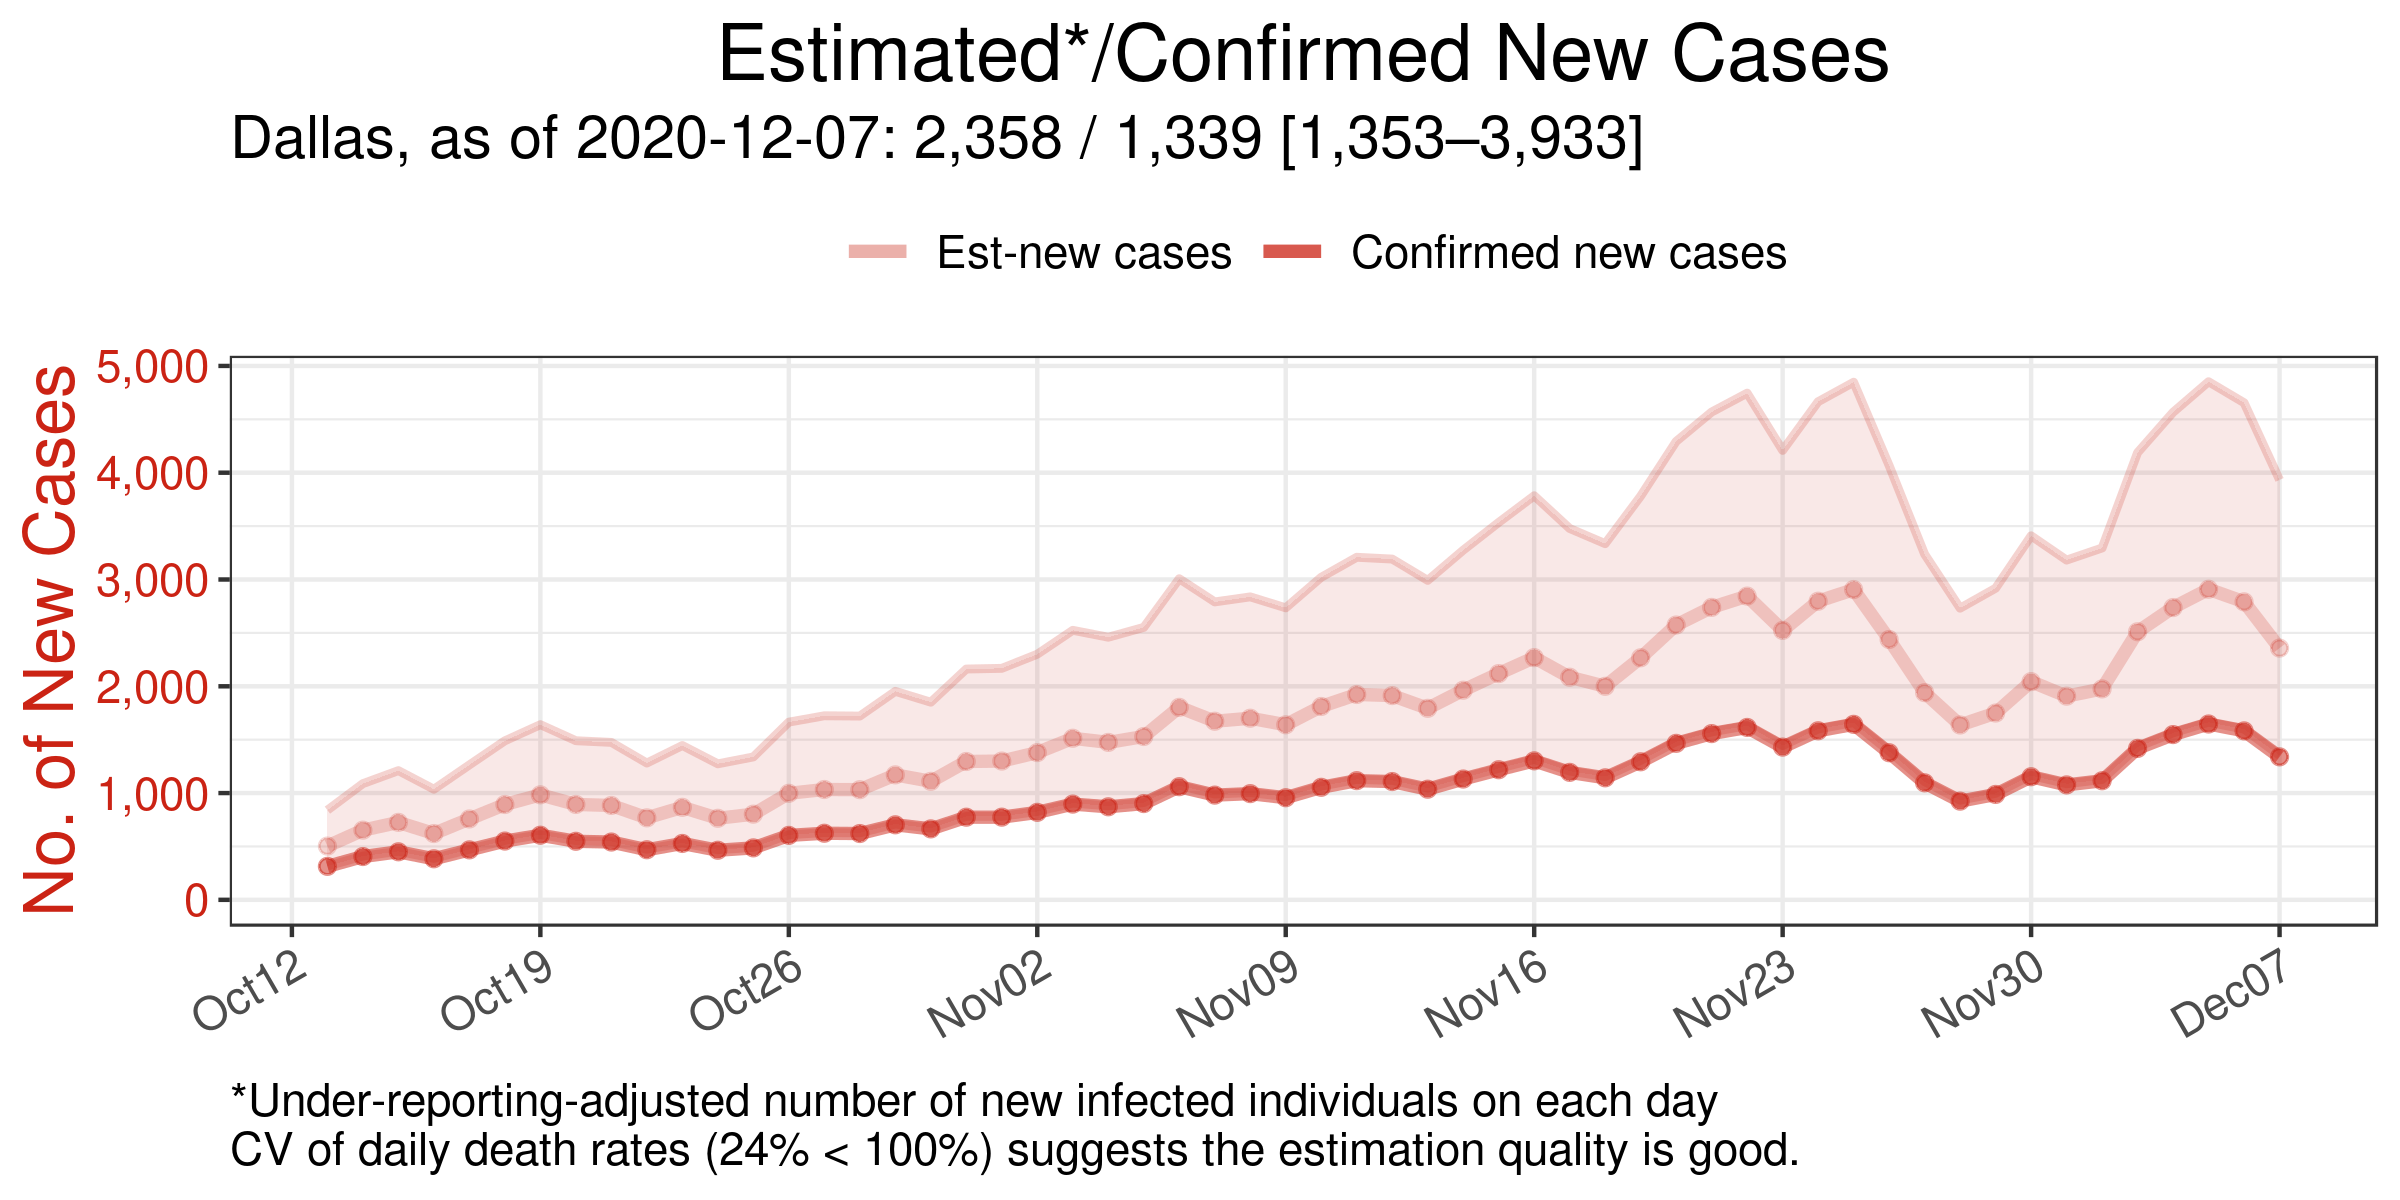 Estimated*/Confirmed New Cases
Dallas, as of 2020-12-07: 2,358 / 1,339 [1,353–3,933]
Est-new cases Confirmed new cases
No. of New Cases
5,000
4,000
3,000
2,000
1,000
0
Oct12 Oct19 Oct26 Nov02 Nov09 Nov16 Nov23 Nov30 Dec07
*Under-reporting-adjusted number of new infected individuals on each day
CV of daily death rates (24% < 100%) suggests the estimation quality is good.